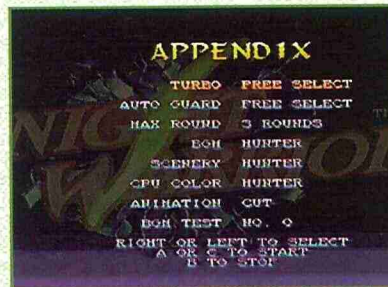 APPENDIX
TURBO FREE SELECT
AUTO GUARD FREE SELECT
MAX ROUND 3 ROUNDS
BGM HUNTER
SCENERY HUNTER
CPU COLOR HUNTER
ANIMATION CUT
BGM TEST NO. 0
RIGHT OR LEFT TO SELECT
A OR C TO START
B TO STOP